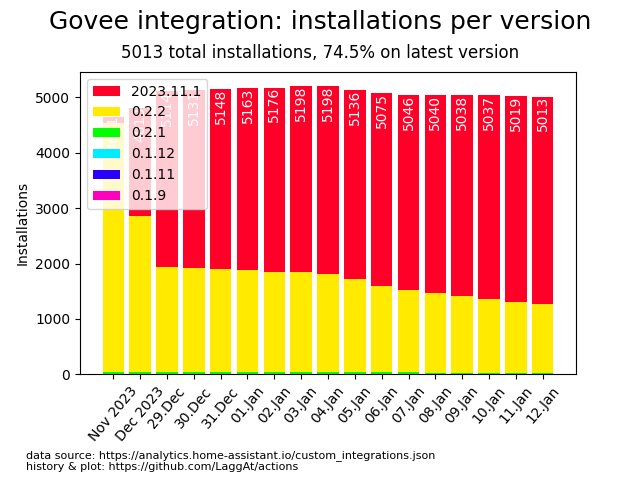 Govee integration: installations per version
5013 total installations, 74.5% on latest version
Installations
5000
4000
3000
2000
1000
0
2023.11.1
0.2.2
0.2.1
0.1.12
0.1.11
0.1.9
5148
5163
5176
5198
5198
5136
5075
5046
5040
5038
5037
5019
5013
Nov 2023
Dec 2023
29.Dec
30.Dec
31.Dec
01.Jan
02.Jan
03.Jan
04.Jan
05.Jan
06.Jan
07.Jan
08.Jan
09.Jan
10.Jan
11.Jan
12.Jan
data source: https://analytics.home-assistant.io/custom_integrations.json
history & plot: https://github.com/LaggAt/actions